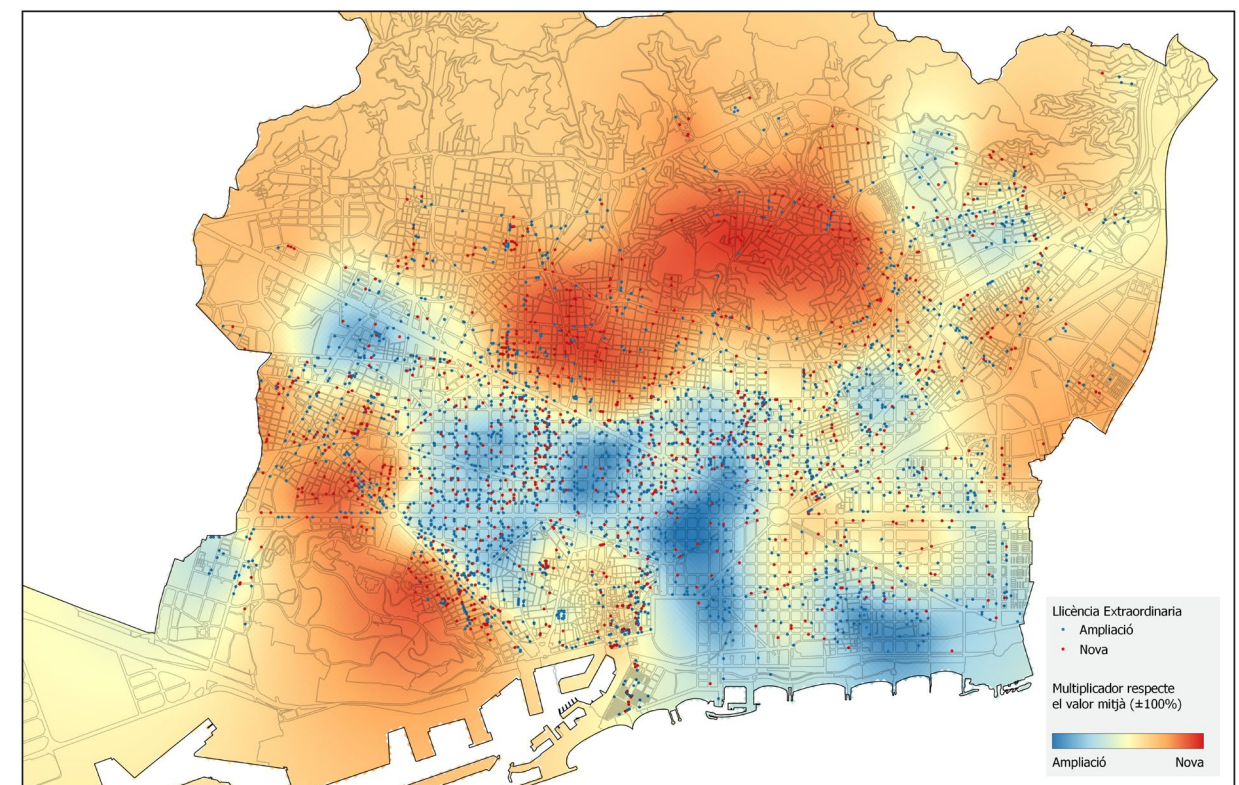 Llicència Extraordinaria
Ampliació
Nova
Multiplicador respecte
el valor mitjà (±100%)
Ampliació Nova